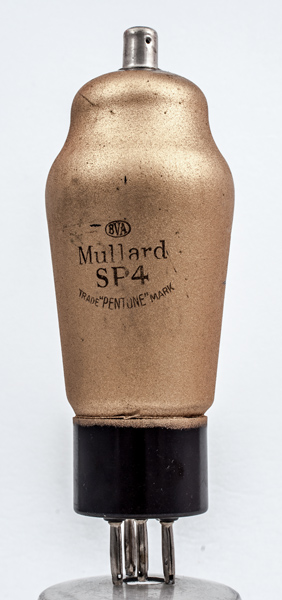 BVA
Mullard
SP4
TRADE "PENTONE" MARK